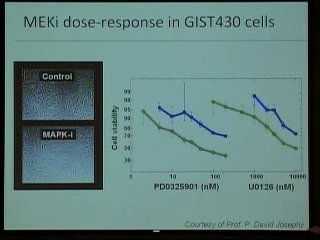 MEKi dose-response in GIST430 cells
Control
MAPK-I
Cell viability
10
100
1000
10000
PD0325901 (nM)
U0126 (nM)
Courtesy of Prof. P. David Josephy